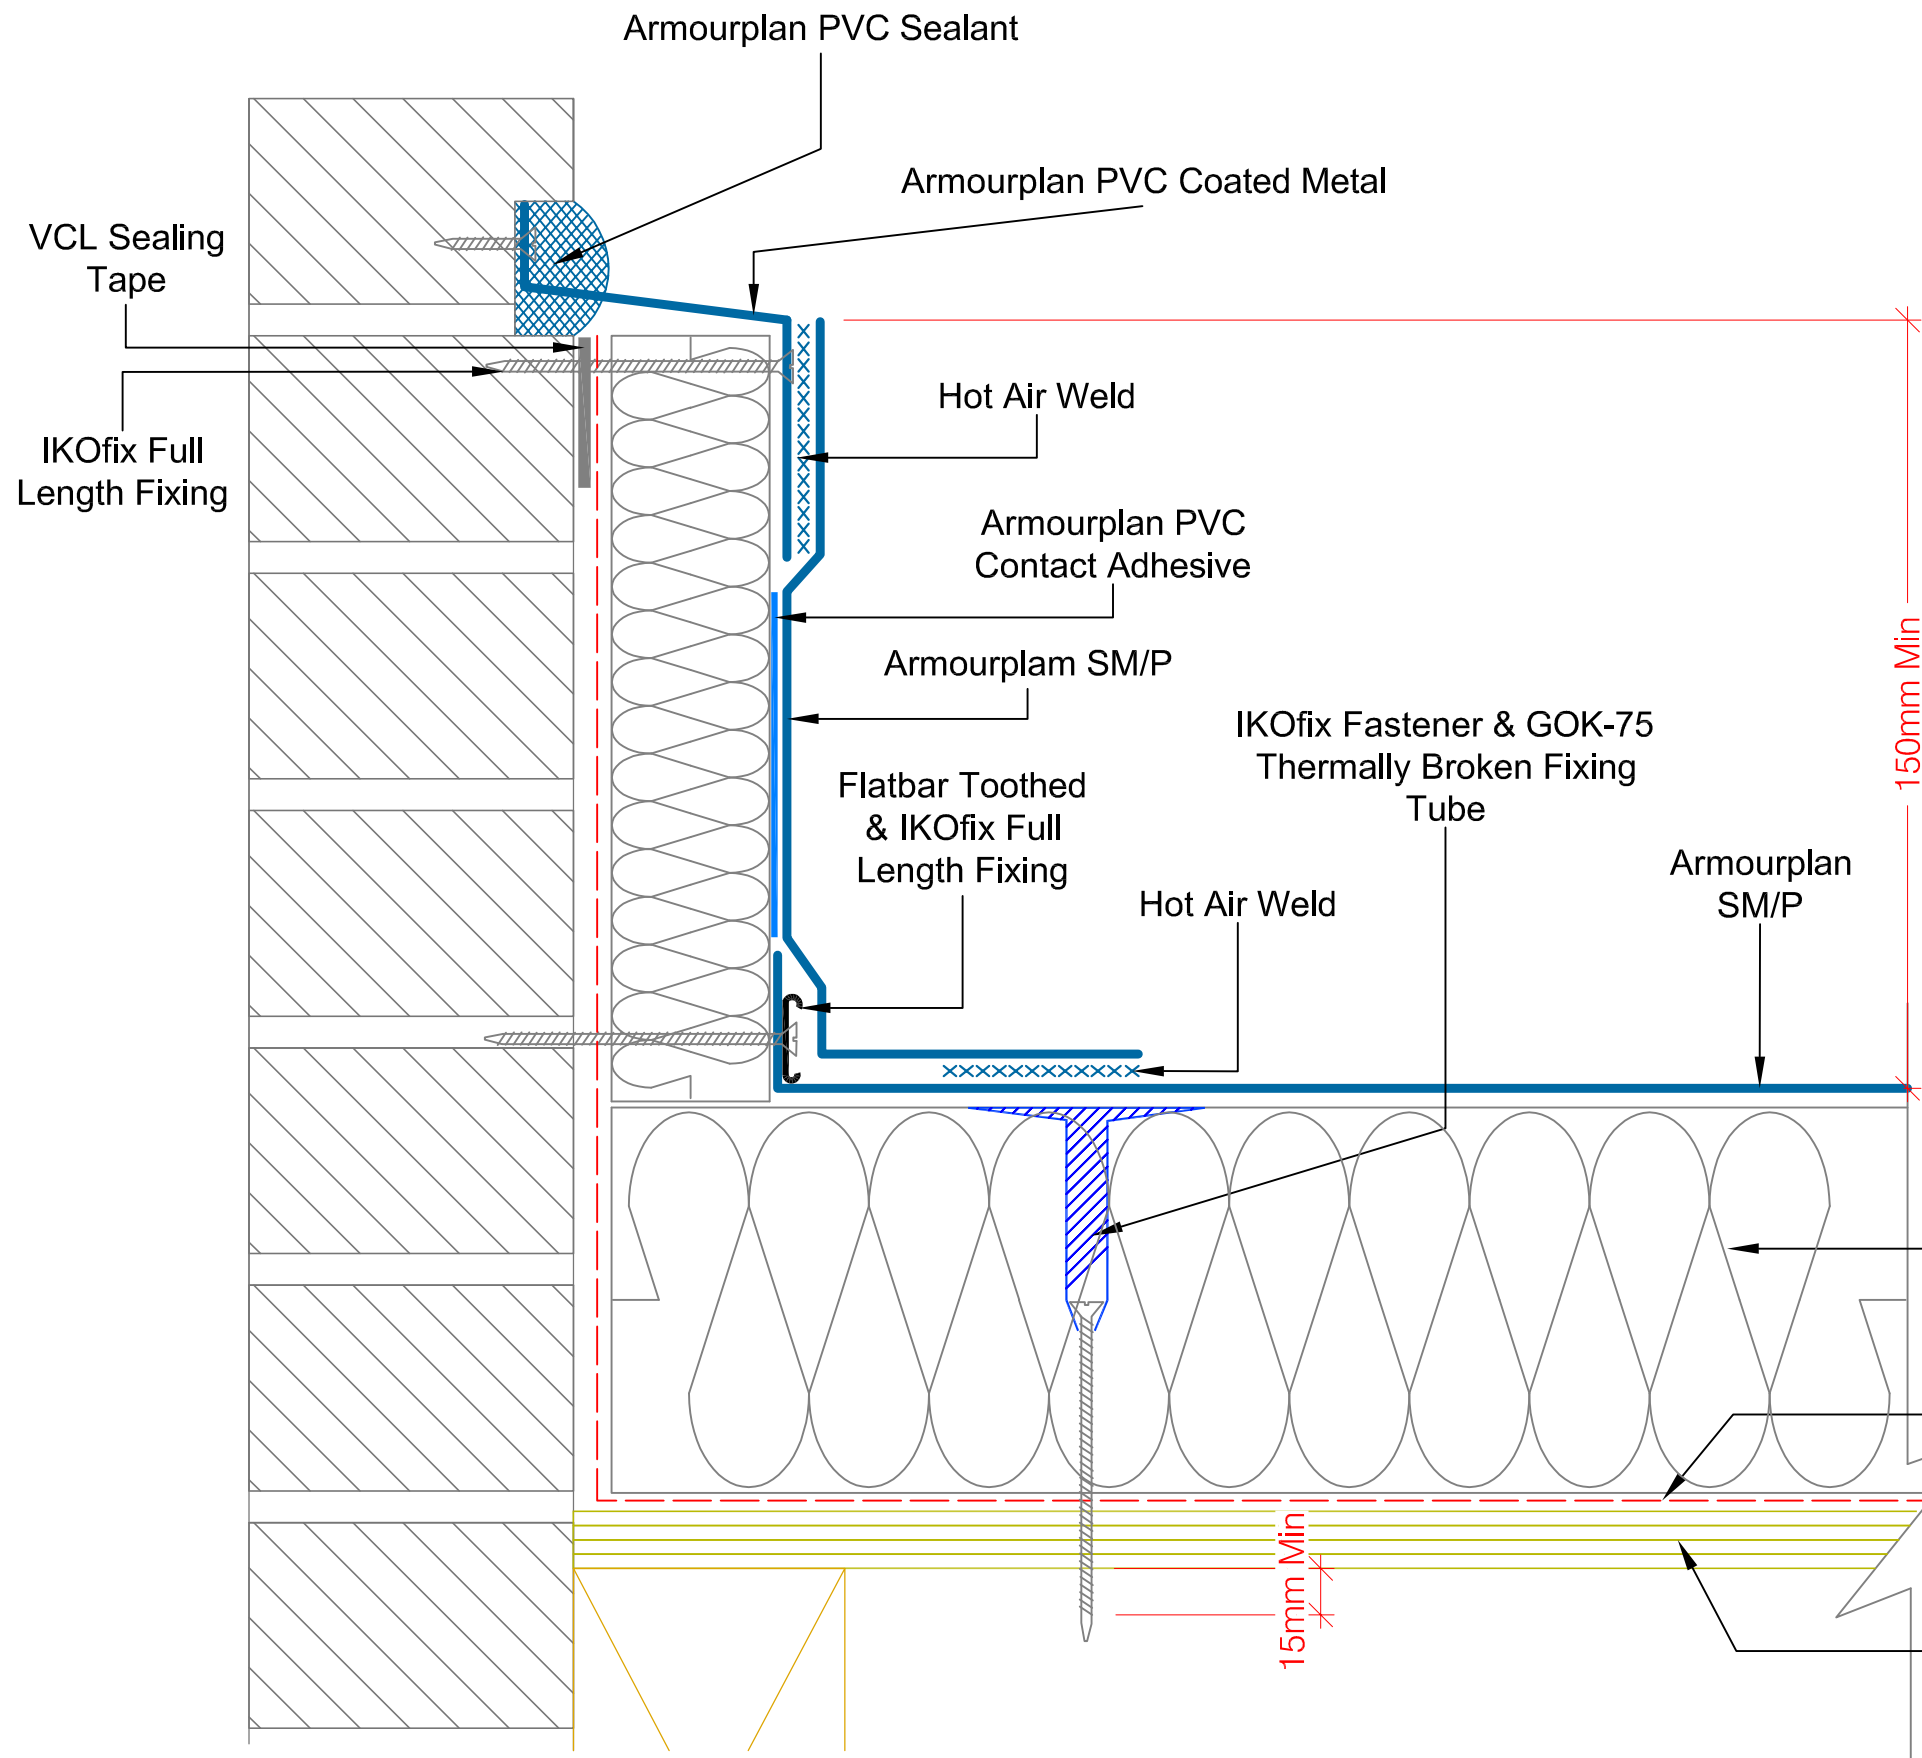 Armourplan PVC Sealant
Armourplan PVC Coated Metal
VCL Sealing
Tape
Hot Air Weld
IKOfix Full
Length Fixing
Armourplan PVC
Contact Adhesive
Armourplam SM/P
150mm Min
IKOfix Fastener & GOK-75
Thermally Broken Fixing
Tube
Flatbar Toothed
& IKOfix Full
Length Fixing
Armourplan
SM/P
Hot Air Weld
15mm Min